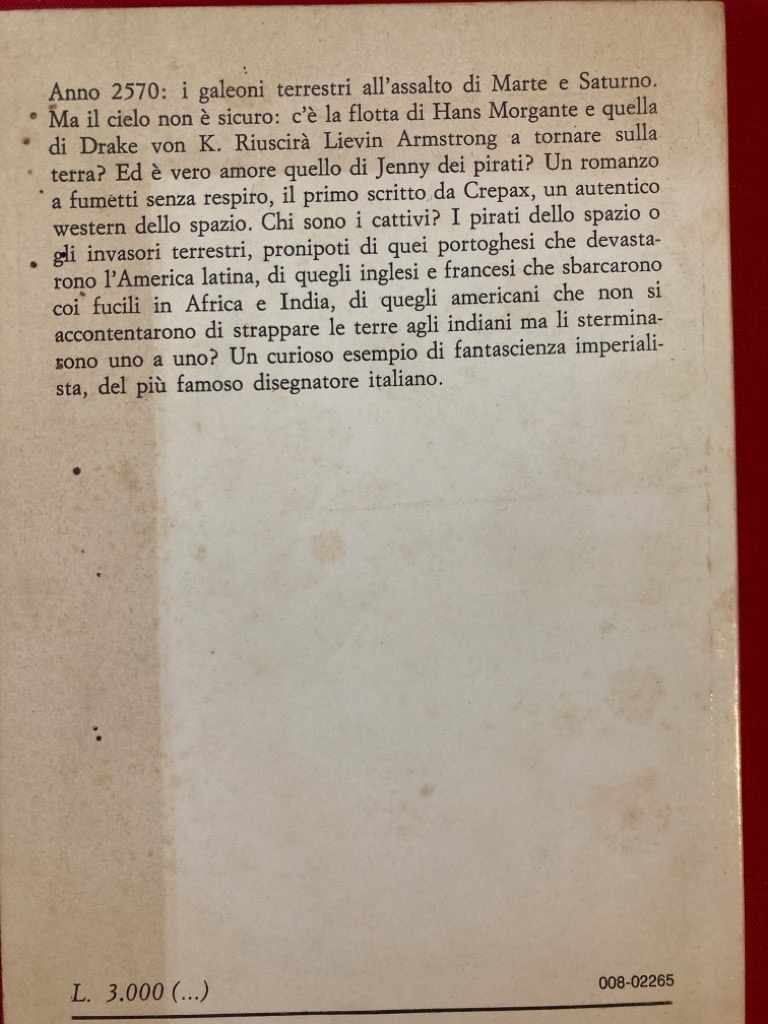 Anno 2570: i galeoni terrestri all'assalto di Marte e Saturno.
Ma il cielo non è sicuro: c'è la flotta di Hans Morgante e quella
di Drake von K. Riuscirà Lievin Armstrong a tornare sulla
terra? Ed è vero amore quello di Jenny dei pirati? Un romanzo
a fumetti senza respiro, il primo scritto da Crepax, un autentico
western dello spazio. Chi sono i cattivi? I pirati dello spazio o
gli invasori terrestri, pronipoti di quei portoghesi che devasta-
rono l'America latina, di quegli inglesi e francesi che sbarcarono
coi fucili in Africa e India, di quegli americani che non si
accontentarono di strappare le terre agli indiani ma li stermina-
rono uno a uno? Un curioso esempio di fantascienza imperiali-
sta, del più famoso disegnatore italiano.
L. 3.000 (...)
008-02265